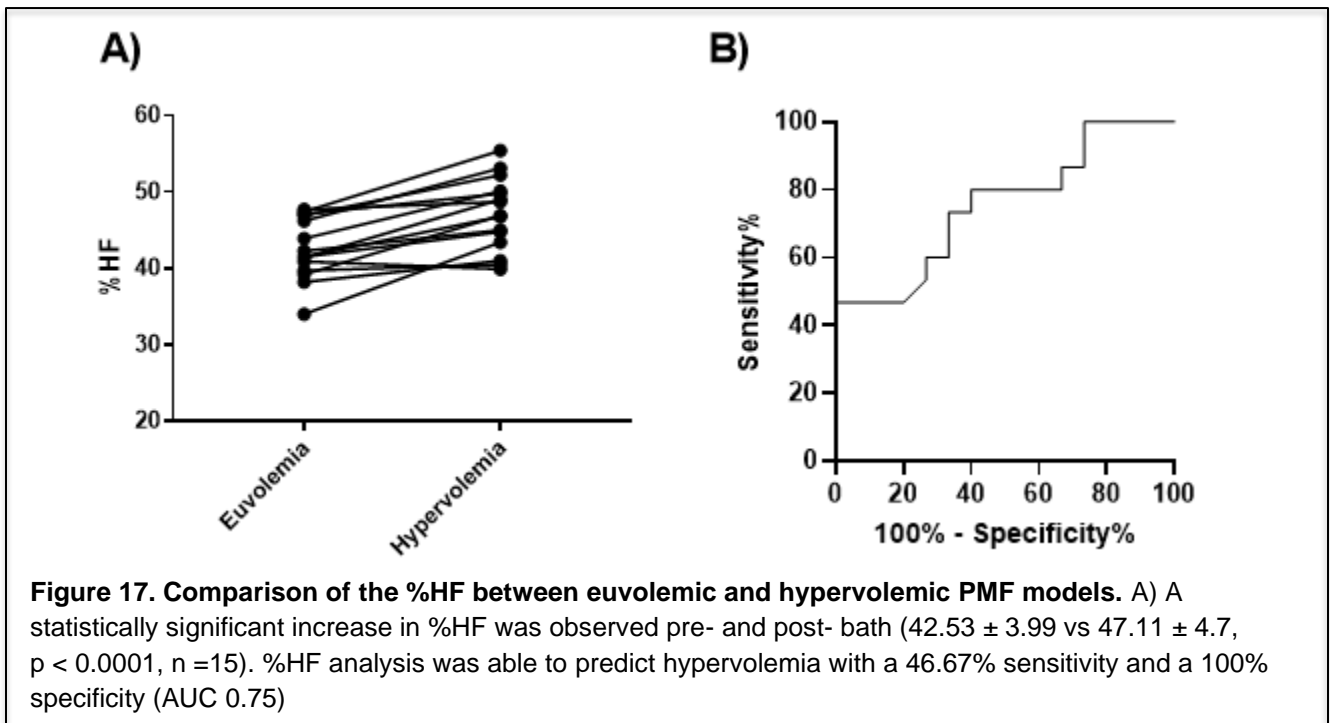 A)
B)
60
50
40
30
20
% HF
Euvolemia
Hypervolemia
100
80
60
40
20
0
Sensitivity%
0 20 40 60 80 100
100% - Specificity%
Figure 17. Comparison of the %HF between euvolemic and hypervolemic PMF models. A) A
statistically significant increase in %HF was observed pre- and post- bath (42.53 ± 3.99 vs 47.11 ± 4.7,
p < 0.0001, n =15). %HF analysis was able to predict hypervolemia with a 46.67% sensitivity and a 100%
specificity (AUC 0.75)